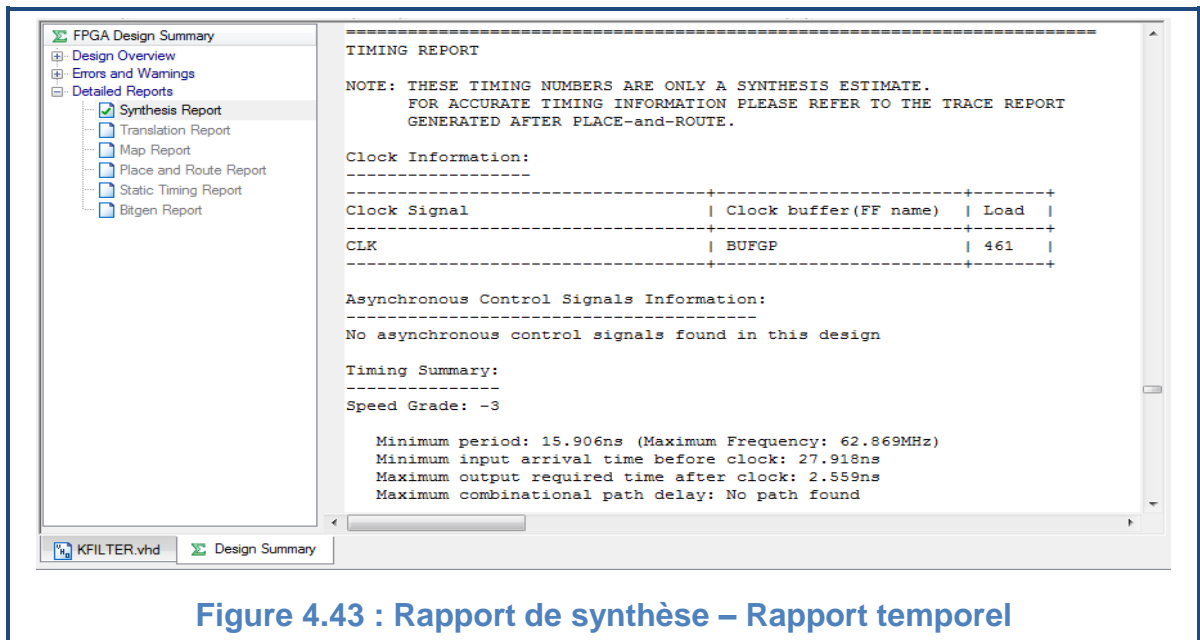 FPGA Design Summary
Design Overview
Errors and Warnings
Detailed Reports
Synthesis Report
Translation Report
Map Report
Place and Route Report
Static Timing Report
Bitgen Report
=========================================================================
TIMING REPORT
NOTE: THESE TIMING NUMBERS ARE ONLY A SYNTHESIS ESTIMATE.
FOR ACCURATE TIMING INFORMATION PLEASE REFER TO THE TRACE REPORT
GENERATED AFTER PLACE-and-ROUTE.
Clock Information:
------------------
-----------------------------------+------------------------+-------+
Clock Signal | Clock buffer(FF name) | Load |
-----------------------------------+------------------------+-------+
CLK | BUFGP | 461 |
-----------------------------------+------------------------+-------+
Asynchronous Control Signals Information:
----------------------------------------
No asynchronous control signals found in this design
Timing Summary:
---------------
Speed Grade: -3
Minimum period: 15.906ns (Maximum Frequency: 62.869MHz)
Minimum input arrival time before clock: 27.918ns
Maximum output required time after clock: 2.559ns
Maximum combinational path delay: No path found
KFILTER.vhd
Design Summary
Figure 4.43 : Rapport de synthèse – Rapport temporel